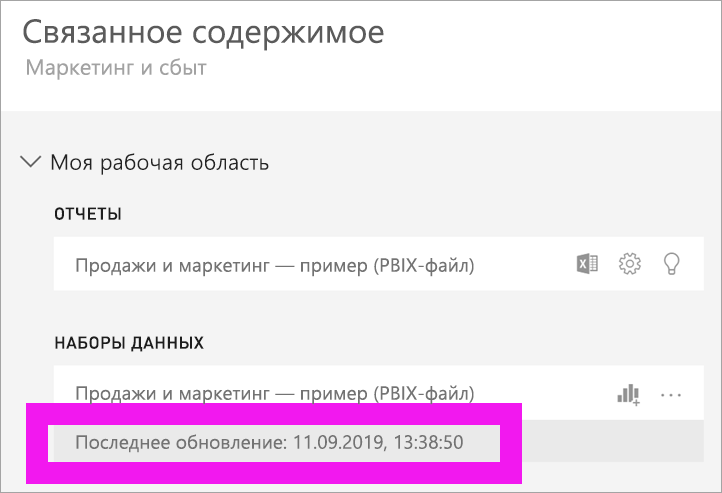 Связанное содержимое
Маркетинг и сбыт
Моя рабочая область
ОТЧЕТЫ
Продажи и маркетинг — пример (PBIX-файл)
НАБОРЫ ДАННЫХ
Продажи и маркетинг — пример (PBIX-файл)
Последнее обновление: 11.09.2019, 13:38:50